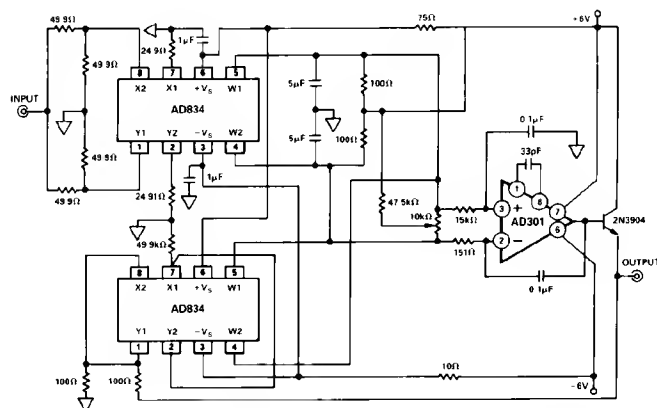 49.9Ω
1μF
75Ω
+6V
24 9Ω
8 7 6 5
X2 X1 +Vs W1
AD834
Y1 Y2 -Vs W2
1 2 3 4
49 9Ω
INPUT
49.9Ω
49.9Ω
5μF
100Ω
5μF
100Ω
0.1μF
33pF
1 8 7
3 +
AD301
2 -
6
2N3904
OUTPUT
1μF
24 91Ω
47.5kΩ
10kΩ
15kΩ
151Ω
0 1μF
49.9kΩ
8 7 6 5
X2 X1 +Vs W1
AD834
Y1 Y2 -Vs W2
1 2 3 4
10Ω
-6V
100Ω
100Ω